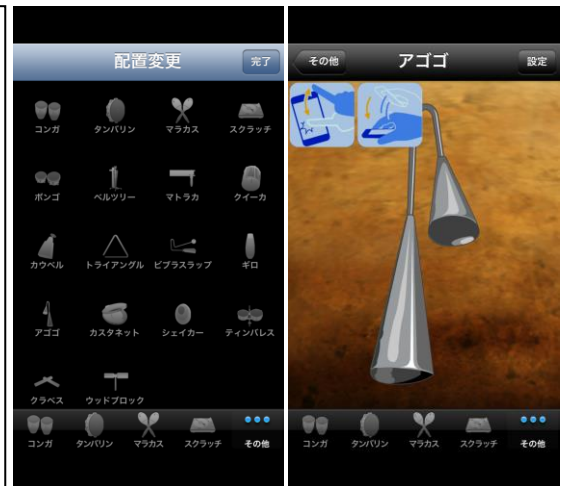 配置変更 完了
コンガ タンバリン マラカス スクラッチ
ボンゴ ベルツリー マトラカ クイーカ
カウベル トライアングル ビブラスラップ ギロ
アゴゴ カスタネット シェイカー ティンバレス
クラベス ウッドブロック
コンガ タンバリン マラカス スクラッチ その他
その他 アゴゴ 設定
コンガ タンバリン マラカス スクラッチ その他